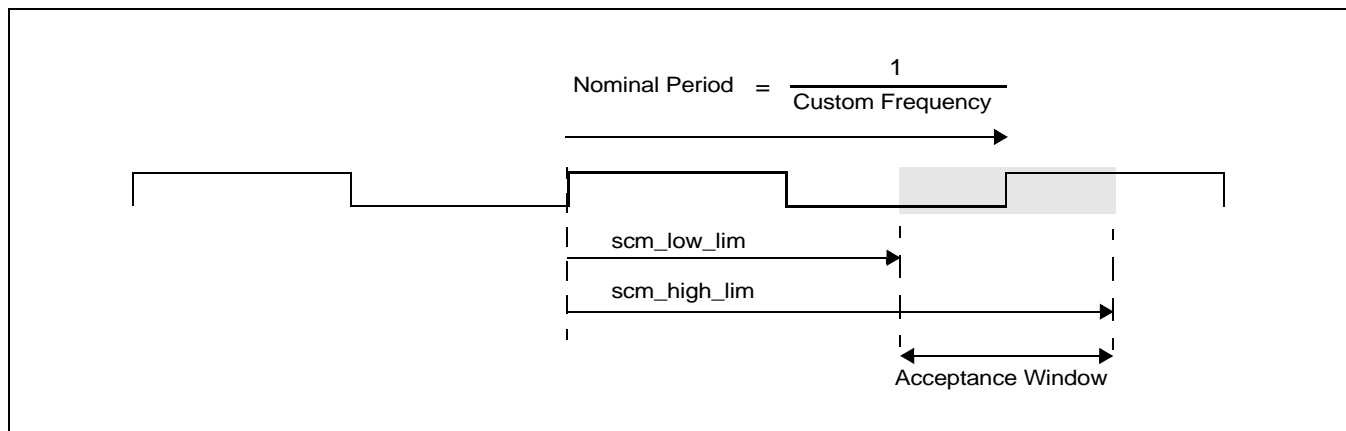 1
Nominal Period =
Custom Frequency
scm_low_lim
scm_high_lim
Acceptance Window